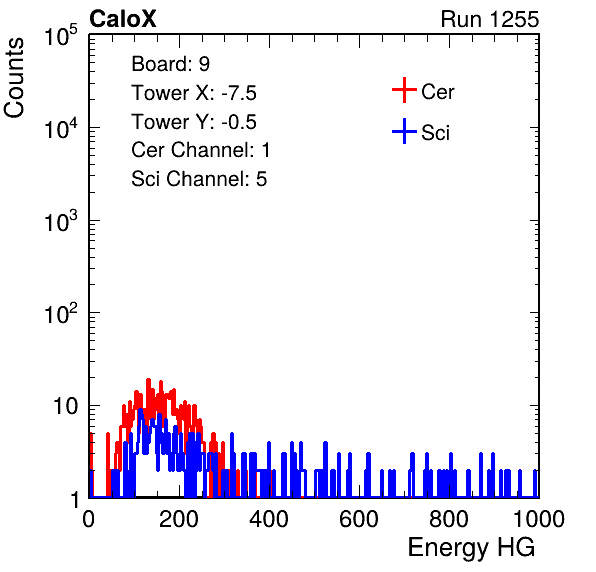 CaloX Run 1255
Counts
Board: 9
Tower X: -7.5
Tower Y: -0.5
Cer Channel: 1
Sci Channel: 5
Cer
Sci
10^5
10^4
10^3
10^2
10
1
0 200 400 600 800 1000
Energy HG